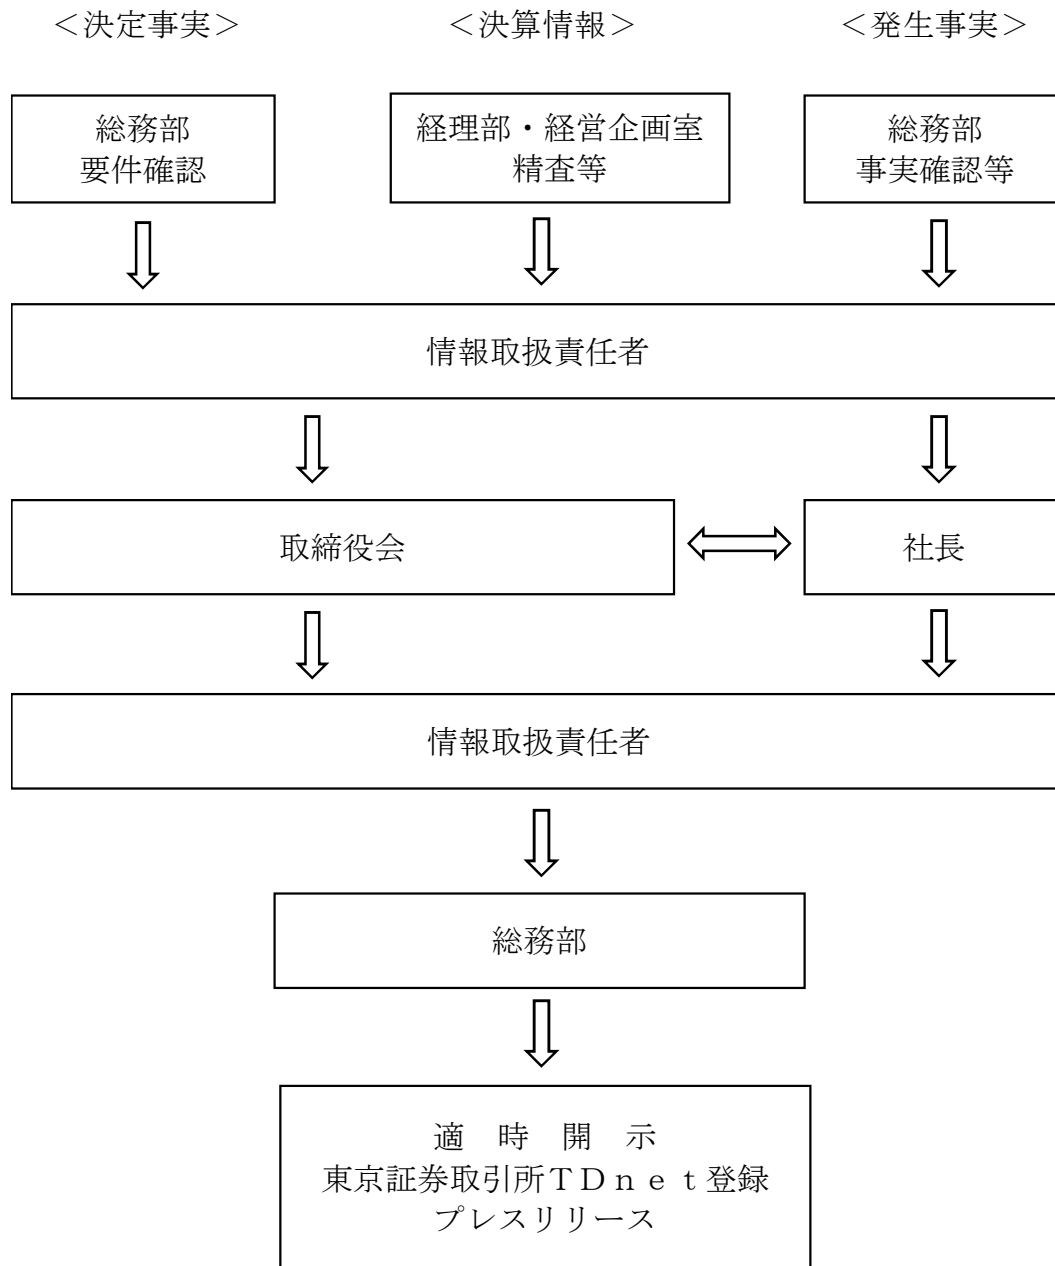 ＜決定事実＞
＜決算情報＞
＜発生事実＞
総務部
要件確認
経理部・経営企画室
精査等
総務部
事実確認等
情報取扱責任者
取締役会
社長
情報取扱責任者
総務部
適　時　開　示
東京証券取引所ＴＤｎｅｔ登録
プレスリリース